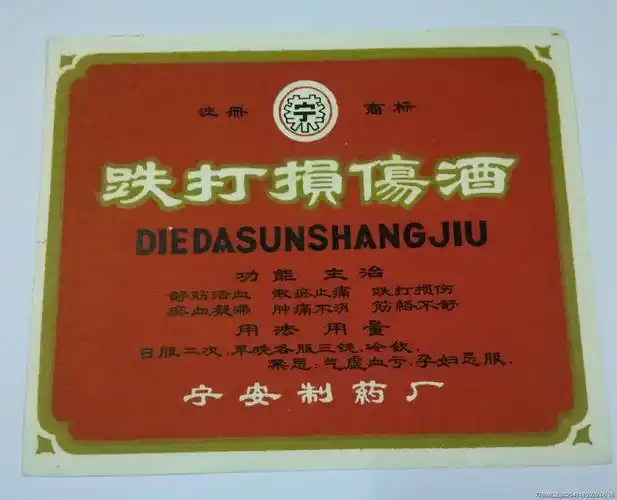 注册 商标
跌打損傷酒
DIEDASUNSHANGJIU
功能 主治
舒筋活血 散瘀止痛 跌打损伤
瘀血凝滞 肿痛不消 筋络不舒
用法 用量
日服二次,早晚各服三钱,冷飲,
禁忌:气虚血亏,孕妇忌服.
宁安制药厂